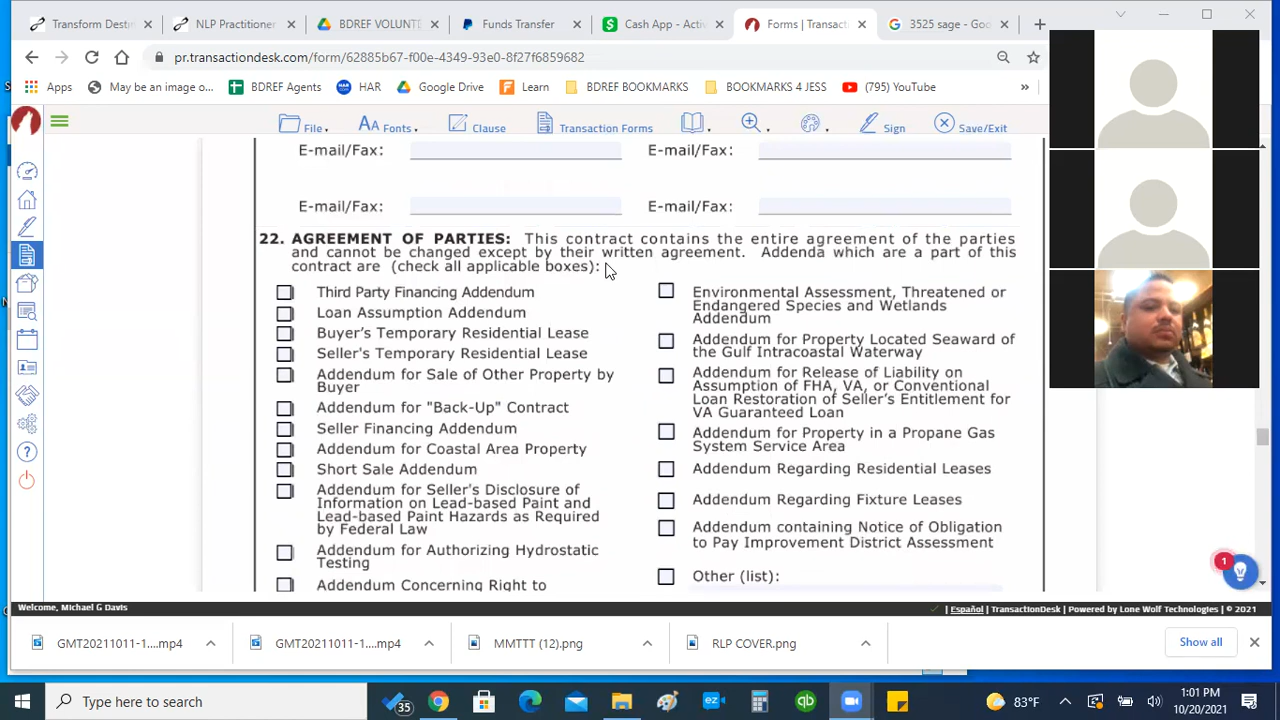 Transform Desti
NLP Practitioner
BDREF VOLUNT
Funds Transfer
Cash App - Activ
Forms | Transact
3525 sage - Goo
pr.transactiondesk.com/form/62885b67-f00e-4349-93e0-8f27f6859682
Apps
May be an image o...
BDREF Agents
HAR
Google Drive
Learn
BDREF BOOKMARKS
BOOKMARKS 4 JESS
(795) YouTube
»
File
Fonts
Clause
Transaction Forms
Sign
Save/Exit
E-mail/Fax:
E-mail/Fax:
E-mail/Fax:
E-mail/Fax:
22. AGREEMENT OF PARTIES: This contract contains the entire agreement of the parties
and cannot be changed except by their written agreement. Addenda which are a part of this
contract are (check all applicable boxes):
Third Party Financing Addendum
Loan Assumption Addendum
Buyer's Temporary Residential Lease
Seller's Temporary Residential Lease
Addendum for Sale of Other Property by
Buyer
Addendum for "Back-Up" Contract
Seller Financing Addendum
Addendum for Coastal Area Property
Short Sale Addendum
Addendum for Seller's Disclosure of
Information on Lead-based Paint and
Lead-based Paint Hazards as Required
by Federal Law
Addendum for Authorizing Hydrostatic
Testing
Addendum Concerning Right to
Environmental Assessment, Threatened or
Endangered Species and Wetlands
Addendum
Addendum for Property Located Seaward of
the Gulf Intracoastal Waterway
Addendum for Release of Liability on
Assumption of FHA, VA, or Conventional
Loan Restoration of Seller's Entitlement for
VA Guaranteed Loan
Addendum for Property in a Propane Gas
System Service Area
Addendum Regarding Residential Leases
Addendum Regarding Fixture Leases
Addendum containing Notice of Obligation
to Pay Improvement District Assessment
Other (list):
1
Welcome, Michael G Davis
| Español | TransactionDesk | Powered by Lone Wolf Technologies | © 2021
GMT20211011-1....mp4
GMT20211011-1....mp4
MMTTT (12).png
RLP COVER.png
Show all
Type here to search
35
ez
qb
83°F
1:01 PM
10/20/2021